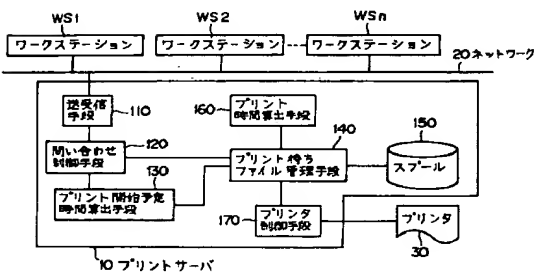 WS1
WS2
WSn
ワークステーション
ワークステーション
ワークステーション
20 ネットワーク
送受信
手段
110
160
プリント
時間算出手段
120
140
150
問い合わせ
制御手段
プリント待ち
ファイル管理手段
スプール
130
プリント開始予定
時間算出手段
170
プリンタ
制御手段
プリンタ
30
10 プリントサーバ